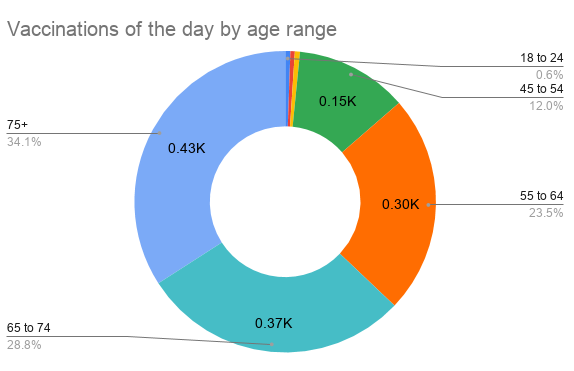 Vaccinations of the day by age range
18 to 24
0.6%
45 to 54
12.0%
0.15K
75+
34.1%
0.43K
55 to 64
23.5%
0.30K
65 to 74
28.8%
0.37K